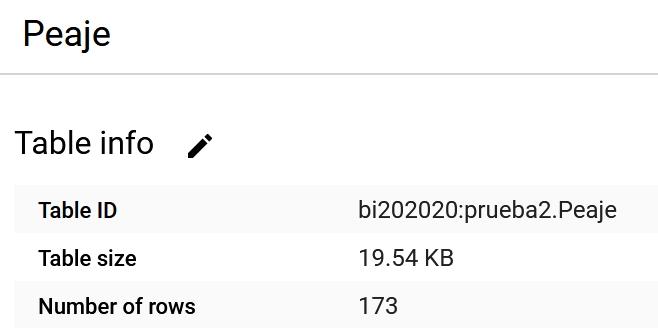 Peaje
Table info
Table ID bi202020:prueba2.Peaje
Table size 19.54 KB
Number of rows 173